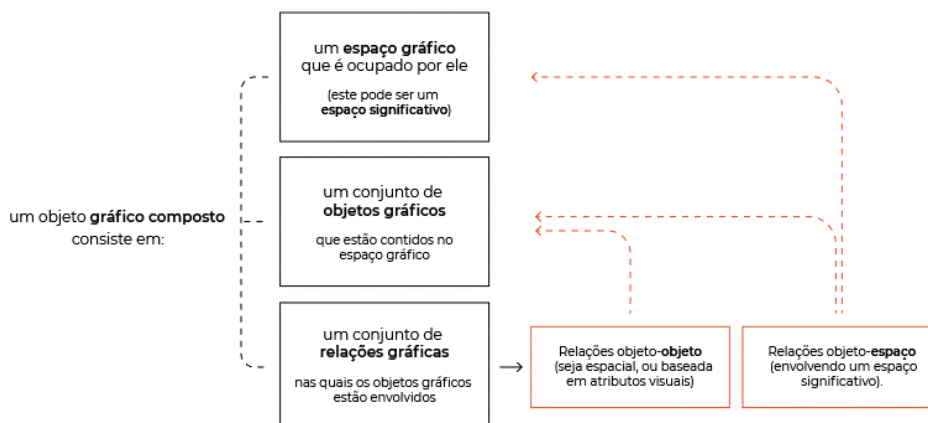 um espaço gráfico
que é ocupado por ele
(este pode ser um
espaço significativo)
um objeto gráfico composto
consiste em:
um conjunto de
objetos gráficos
que estão contidos no
espaço gráfico
um conjunto de
relações gráficas
nas quais os objetos gráficos
estão envolvidos
Relações objeto-objeto
(seja espacial, ou baseada
em atributos visuais)
Relações objeto-espaço
(envolvendo um espaço
significativo).